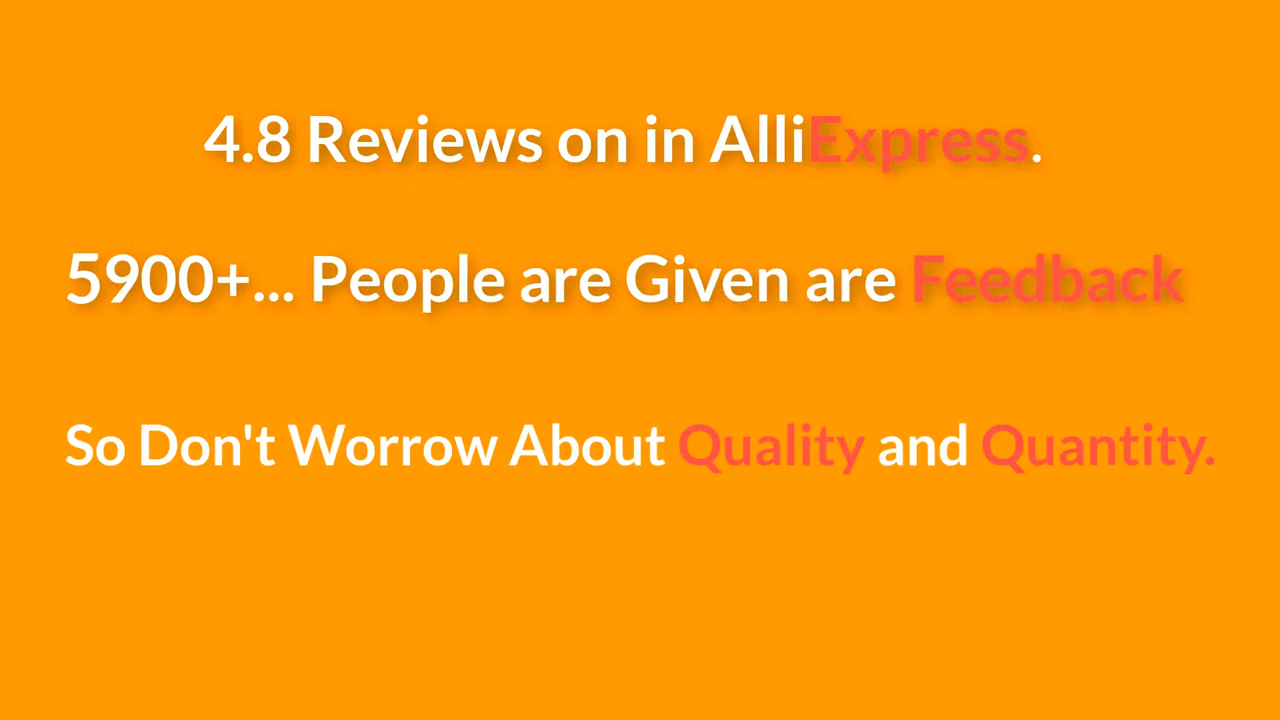 4.8 Reviews on in AlliExpress.
5900+... People are Given are Feedback
So Don't Worrow About Quality and Quantity.